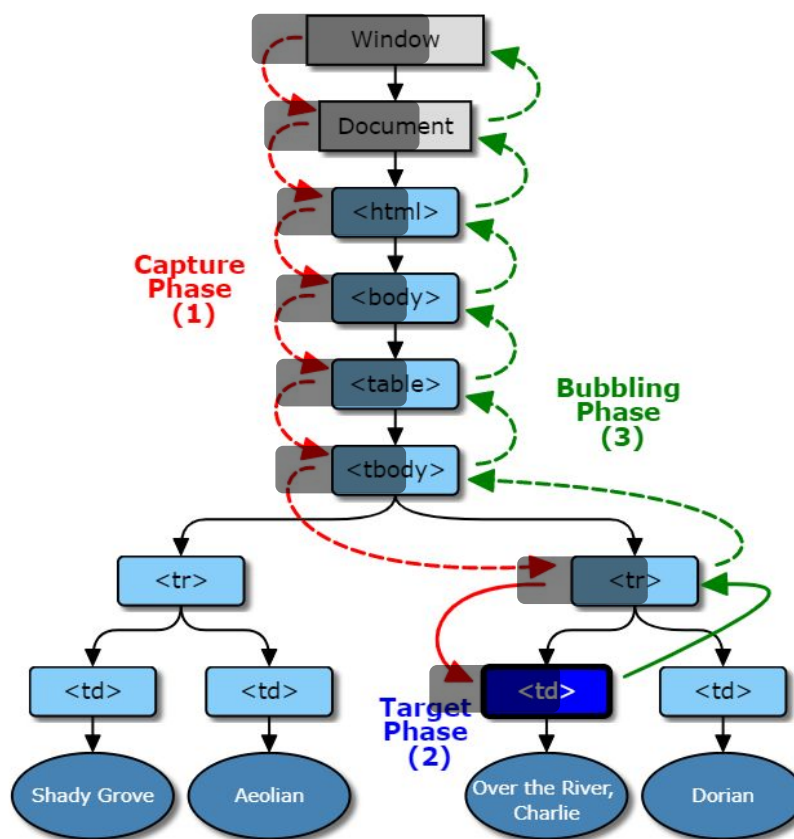 Window
Document
<html>
Capture
Phase
(1)
<body>
<table>
Bubbling
Phase
(3)
<tbody>
<tr>
<tr>
<td>
<td>
<td>
<td>
Target
Phase
(2)
Shady Grove
Aeolian
Over the River,
Charlie
Dorian